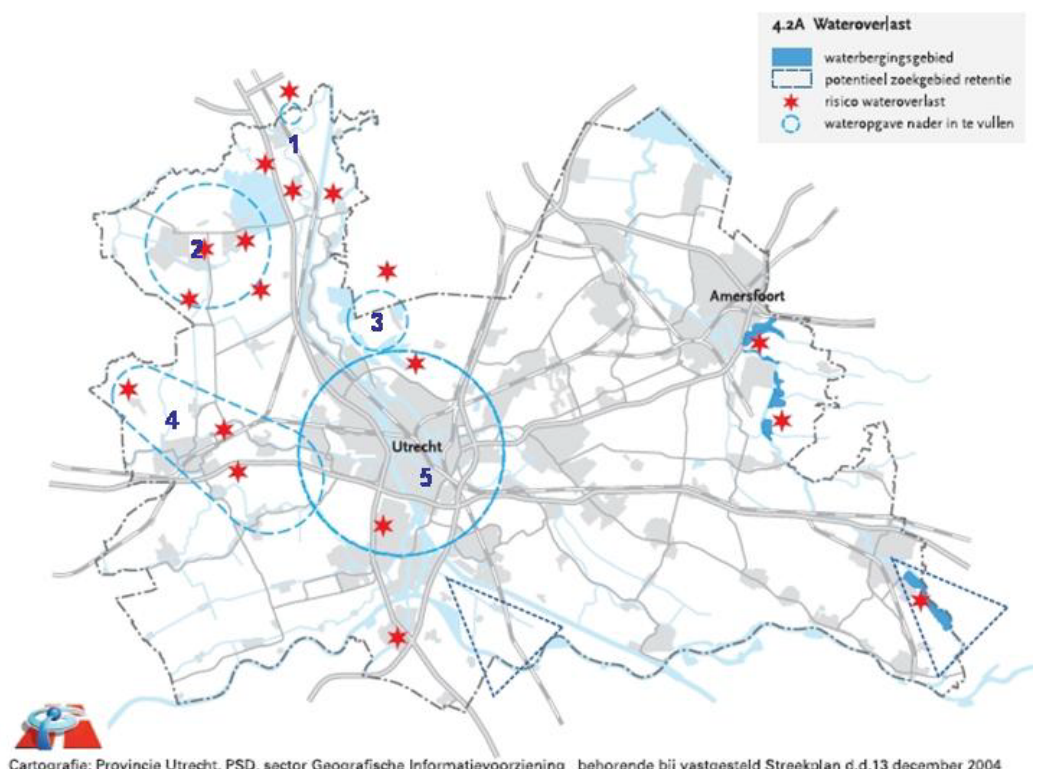 4.2A Wateroverlast
waterbergingsgebied
potentieel zoekgebied retentie
risico wateroverlast
wateropgave nader in te vullen
1
2
3
Amersfoort
4
Utrecht
5
Cartografie: Provincie Utrecht, PSD, sector Geografische Informatievoorziening behorende bij vastgesteld Streekplan d.d.13 december 2004